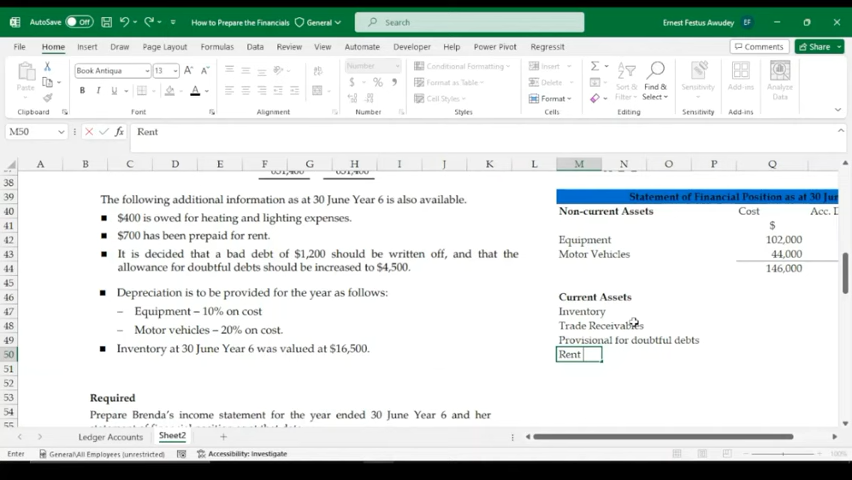 AutoSave Off How to Prepare the Financials General Search Ernest Festus Awudey EF
File Home Insert Draw Page Layout Formulas Data Review View Automate Developer Help Power Pivot Regressit Comments Share
Paste Book Antiqua 13 Number Conditional Formatting Format as Table Cell Styles Insert Delete Format Sort & Filter Find & Select Sensitivity Add-ins Analyze Data
Clipboard Font Alignment Number Styles Cells Editing Sensitivity Add-ins
M50 fx Rent
A B C D E F G H I J K L M N O P Q
38
39 The following additional information as at 30 June Year 6 is also available. Statement of Financial Position as at 30 Jun
40 ■ $400 is owed for heating and lighting expenses. Non-current Assets Cost Acc. D
41 ■ $700 has been prepaid for rent. $
42 Equipment 102,000
43 ■ It is decided that a bad debt of $1,200 should be written off, and that the Motor Vehicles 44,000
44 allowance for doubtful debts should be increased to $4,500. 146,000
45
46 ■ Depreciation is to be provided for the year as follows: Current Assets
47 – Equipment – 10% on cost Inventory
48 – Motor vehicles – 20% on cost. Trade Receivables
49 ■ Inventory at 30 June Year 6 was valued at $16,500. Provisional for doubtful debts
50 Rent
51
52
53 Required
54 Prepare Brenda's income statement for the year ended 30 June Year 6 and her
55
Ledger Accounts Sheet2
Enter General\All Employees (unrestricted) Accessibility: Investigate 100%